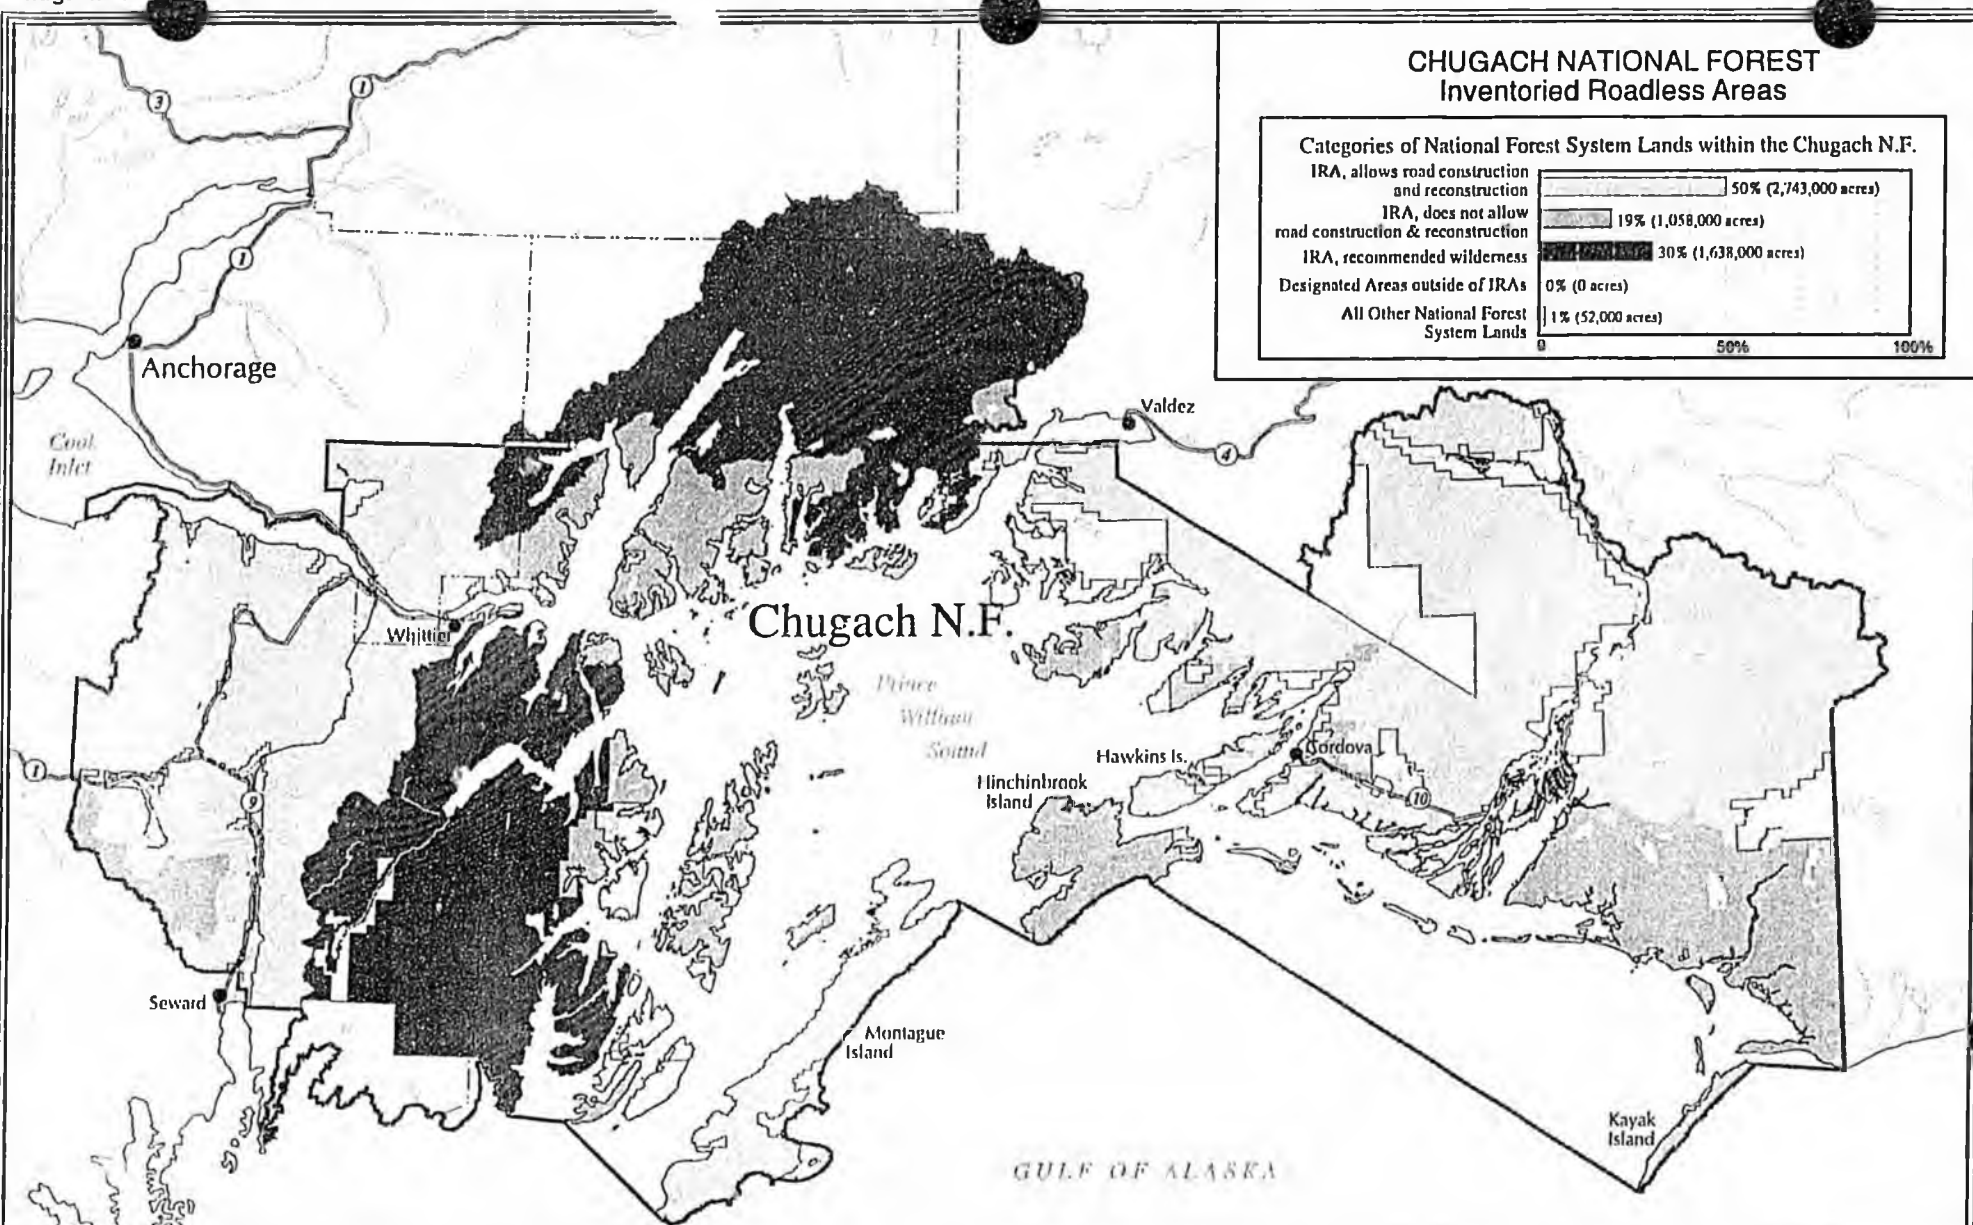 CHUGACH NATIONAL FOREST
Inventoried Roadless Areas
Categories of National Forest System Lands within the Chugach N.F.
IRA, allows road construction
and reconstruction
50% (2,743,000 acres)
IRA, does not allow
road construction & reconstruction
19% (1,058,000 acres)
IRA, recommended wilderness
30% (1,638,000 acres)
Designated Areas outside of IRAs
0% (0 acres)
All Other National Forest
System Lands
1% (52,000 acres)
0 50% 100%
3
1
1
Anchorage
Cook
Inlet
Valdez
4
Whittier
Chugach N.F.
Prince
William
Sound
Hawkins Is.
Cordova
Hinchinbrook
Island
10
1
9
Seward
Montague
Island
Kayak
Island
GULF OF ALASKA